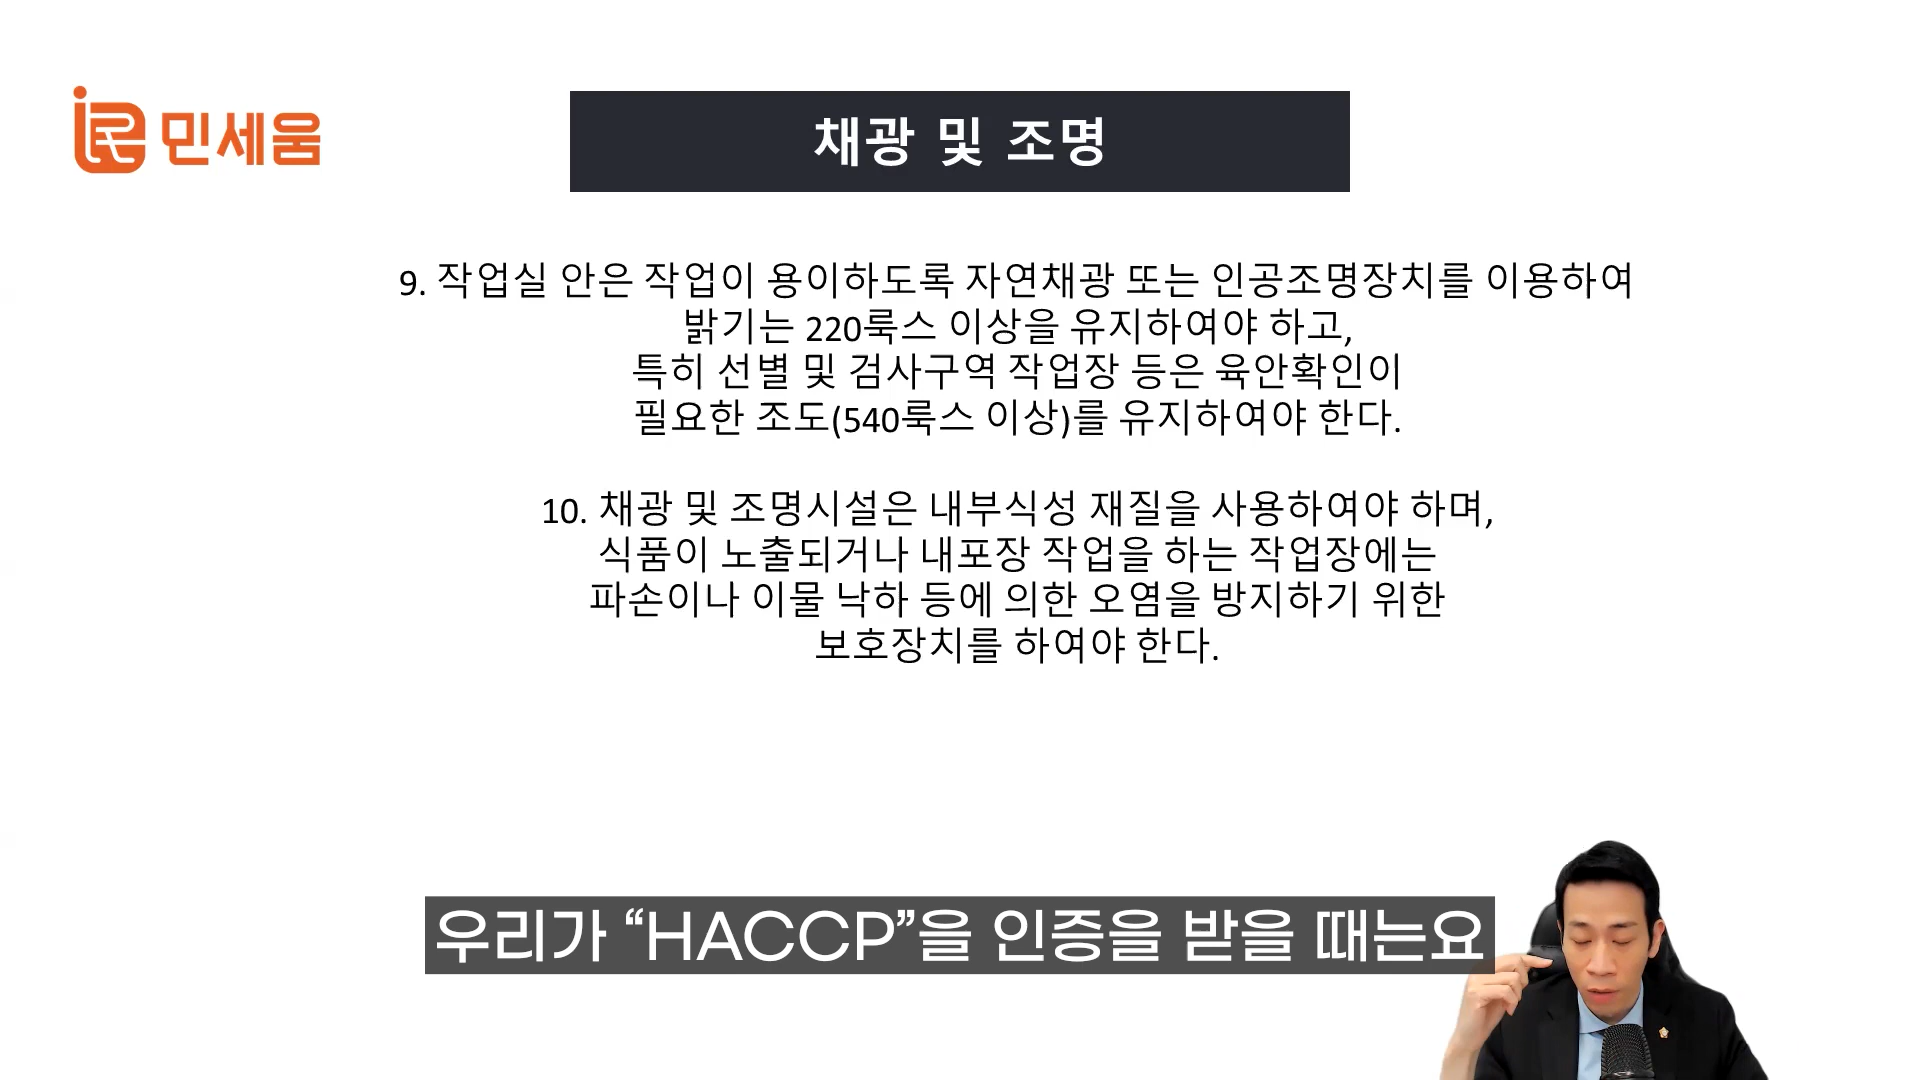 민세움
채광 및 조명
9. 작업실 안은 작업이 용이하도록 자연채광 또는 인공조명장치를 이용하여
밝기는 220룩스 이상을 유지하여야 하고,
특히 선별 및 검사구역 작업장 등은 육안확인이
필요한 조도(540룩스 이상)를 유지하여야 한다.
10. 채광 및 조명시설은 내부식성 재질을 사용하여야 하며,
식품이 노출되거나 내포장 작업을 하는 작업장에는
파손이나 이물 낙하 등에 의한 오염을 방지하기 위한
보호장치를 하여야 한다.
우리가 “HACCP”을 인증을 받을 때는요